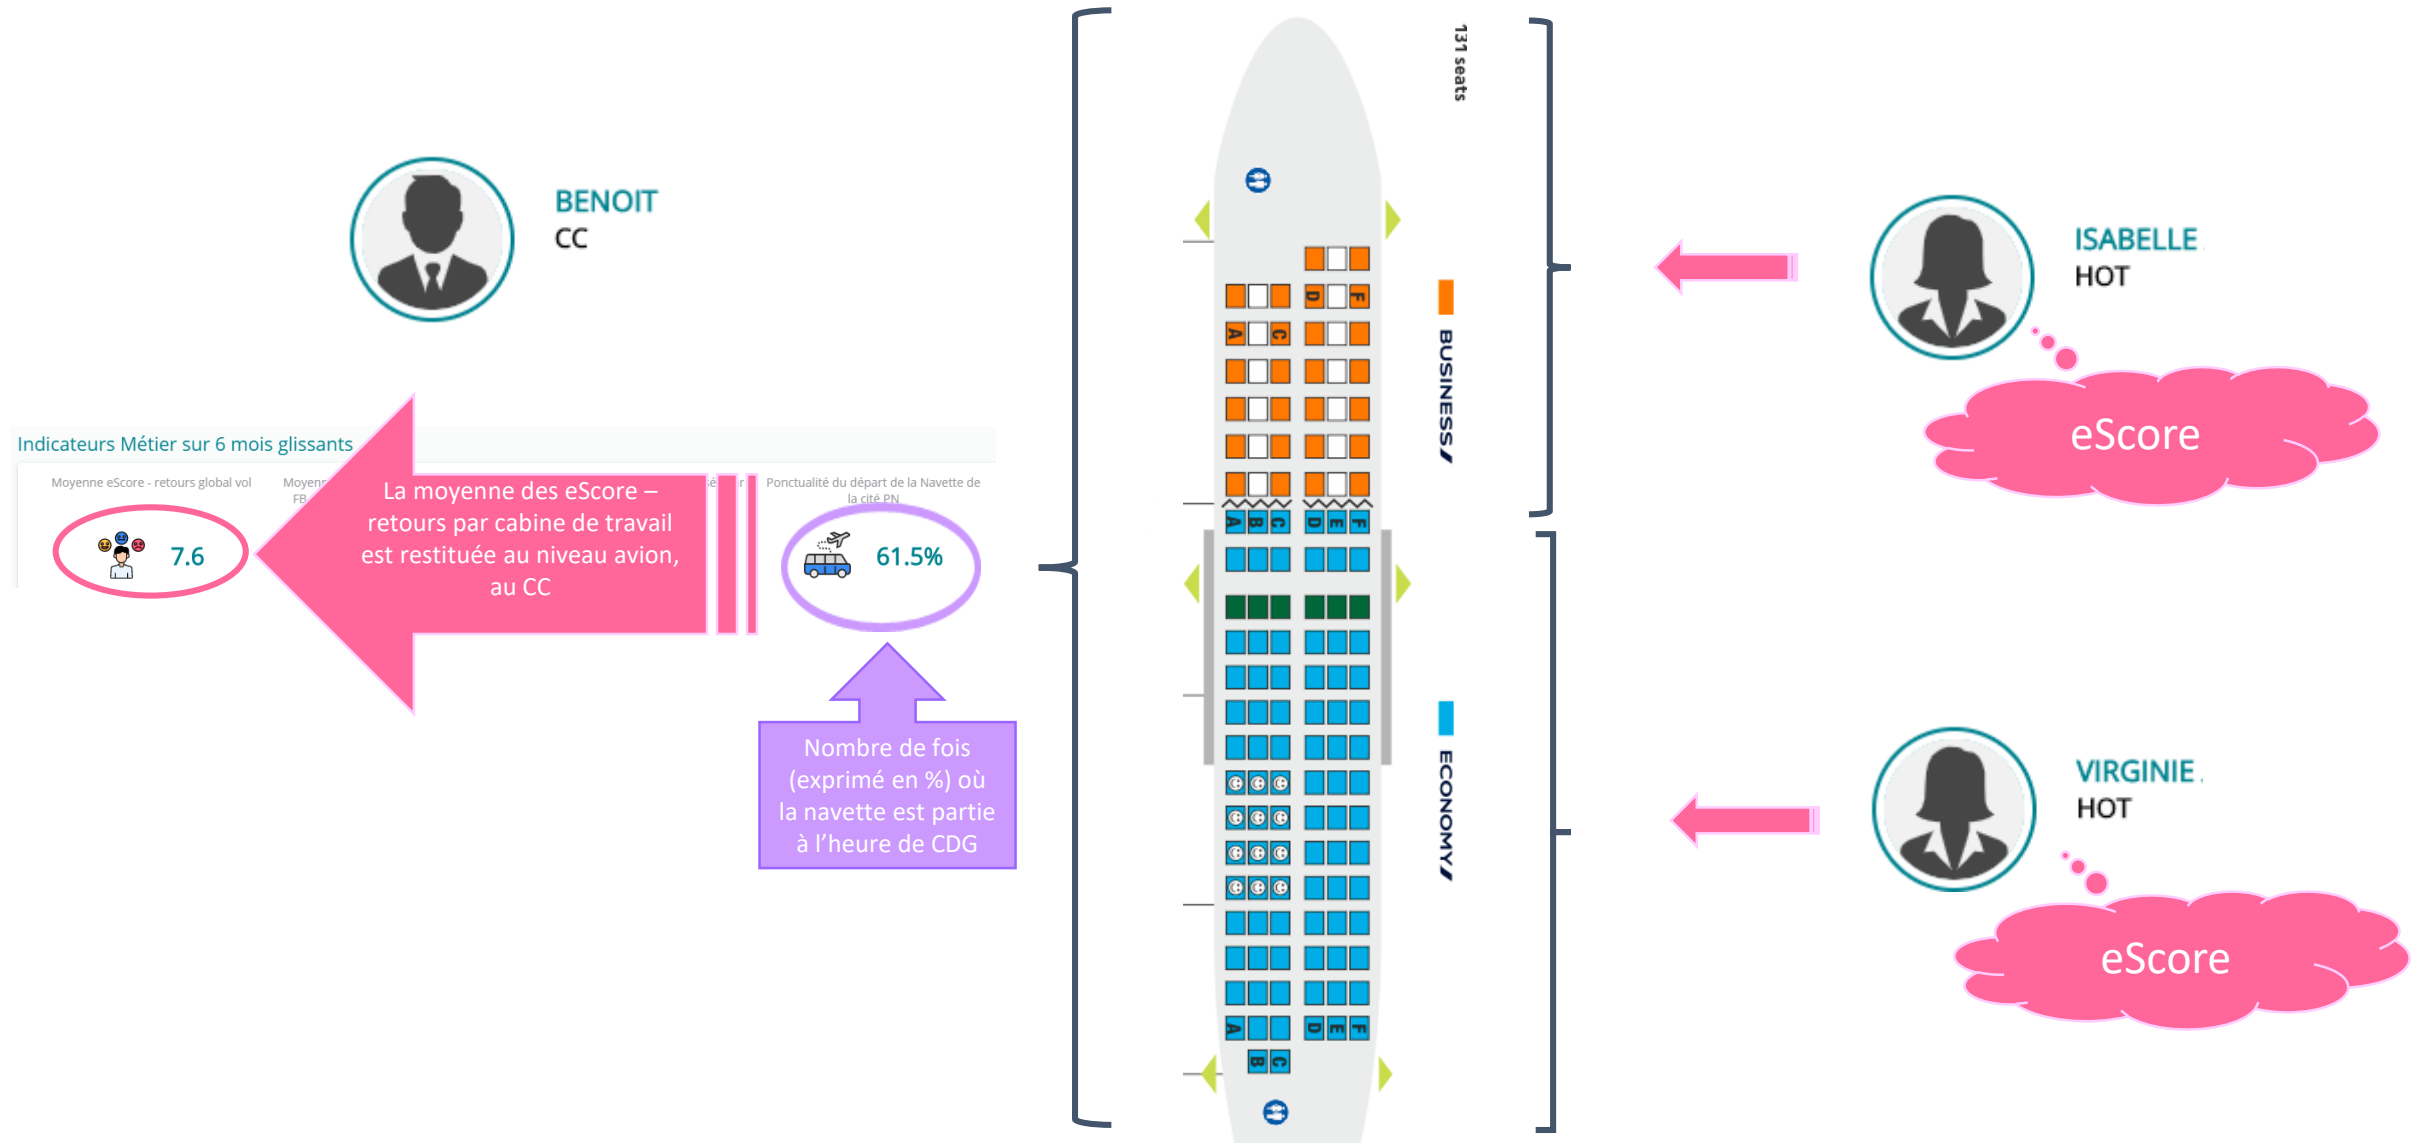 BENOIT
CC
Indicateurs Métier sur 6 mois glissants
Moyenne eScore - retours global vol
7.6
La moyenne des eScore –
retours par cabine de travail
est restituée au niveau avion,
au CC
Ponctualité du départ de la Navette de
la cité PN
61.5%
Nombre de fois
(exprimé en %) où
la navette est partie
à l'heure de CDG
131 seats
D F
A C
BUSINESS
A B C D E F
ECONOMY
A D E F
B C
ISABELLE
HOT
eScore
VIRGINIE
HOT
eScore